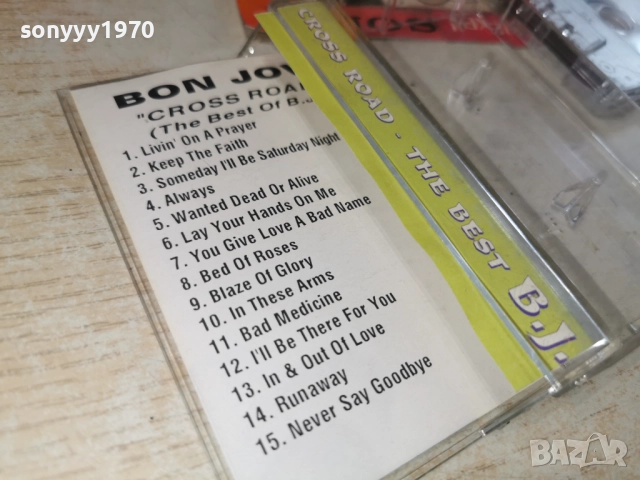 sonyyy1970
BON JOV
"CROSS ROAD
(The Best Of B...
1. Livin' On A Prayer
2. Keep The Faith
3. Someday I'll Be Saturday Night
4. Always
5. Wanted Dead Or Alive
6. Lay Your Hands On Me
7. You Give Love A Bad Name
8. Bed Of Roses
9. Blaze Of Glory
10. In These Arms
11. Bad Medicine
12. I'll Be There For You
13. In & Out Of Love
14. Runaway
15. Never Say Goodbye
CROSS ROAD - THE BEST B.J.
BAZAR